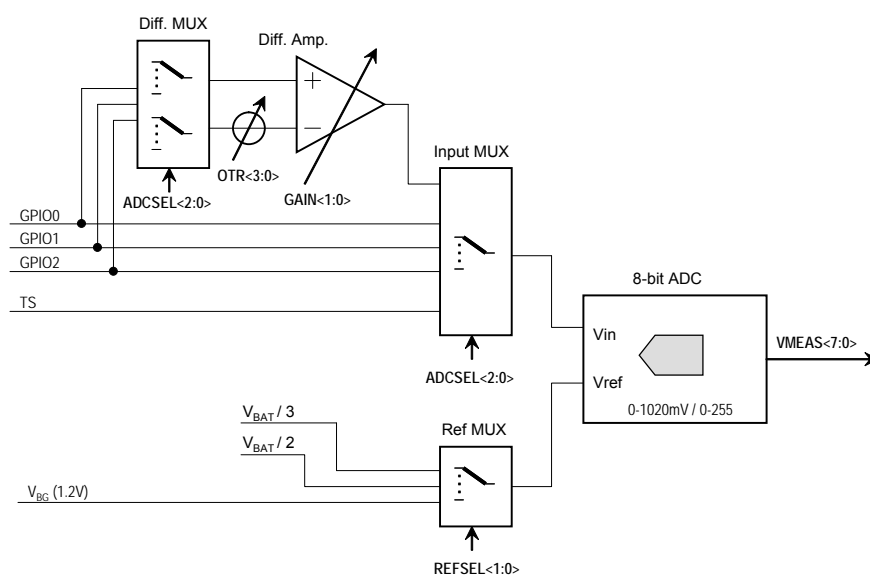 Diff. MUX
Diff. Amp.
OTR<3:0>
Input MUX
ADCSEL<2:0>
GAIN<1:0>
GPIO0
GPIO1
GPIO2
8-bit ADC
TS
Vin
VMEAS<7:0>
ADCSEL<2:0>
Vref
0-1020mV / 0-255
VBAT / 3
Ref MUX
VBAT / 2
VBG (1.2V)
REFSEL<1:0>